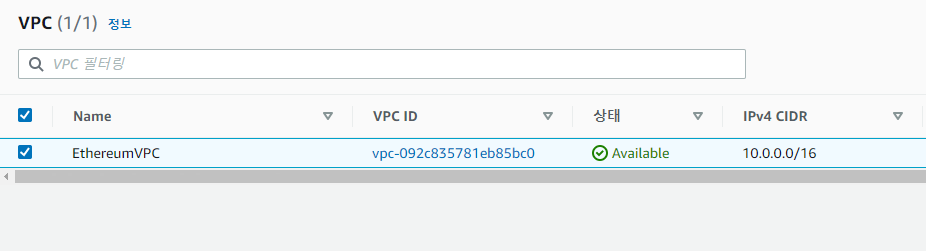 VPC (1/1) 정보
VPC 필터링
Name VPC ID 상태 IPv4 CIDR
EthereumVPC vpc-092c835781eb85bc0 Available 10.0.0.0/16